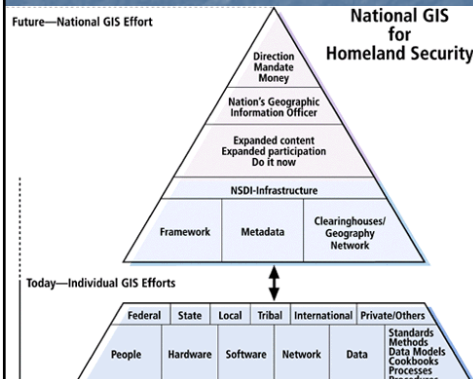 Future—National GIS Effort
National GIS
for
Homeland Security
Direction
Mandate
Money
Nation's Geographic
Information Officer
Expanded content
Expanded participation
Do it now
NSDI-Infrastructure
Framework
Metadata
Clearinghouses/
Geography
Network
Today—Individual GIS Efforts
Federal State Local Tribal International Private/Others
People Hardware Software Network Data
Standards
Methods
Data Models
Cookbooks
Processes
Procedures